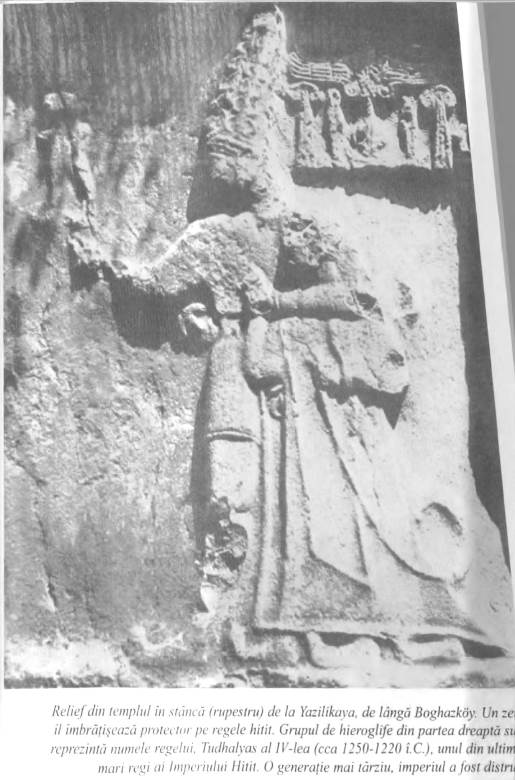 Relief din templul în stâncă (rupestru) de la Yazilikaya, de lângă Boghazköy. Un
îl îmbrățișează protector pe regele hitit. Grupul de hieroglife din partea dreaptă
reprezintă numele regelui, Tudhalyas al IV-lea (cca 1250-1220 î.C.), unul din
mari regi ai Imperiului Hitit. O generație mai târziu, imperiul a fost